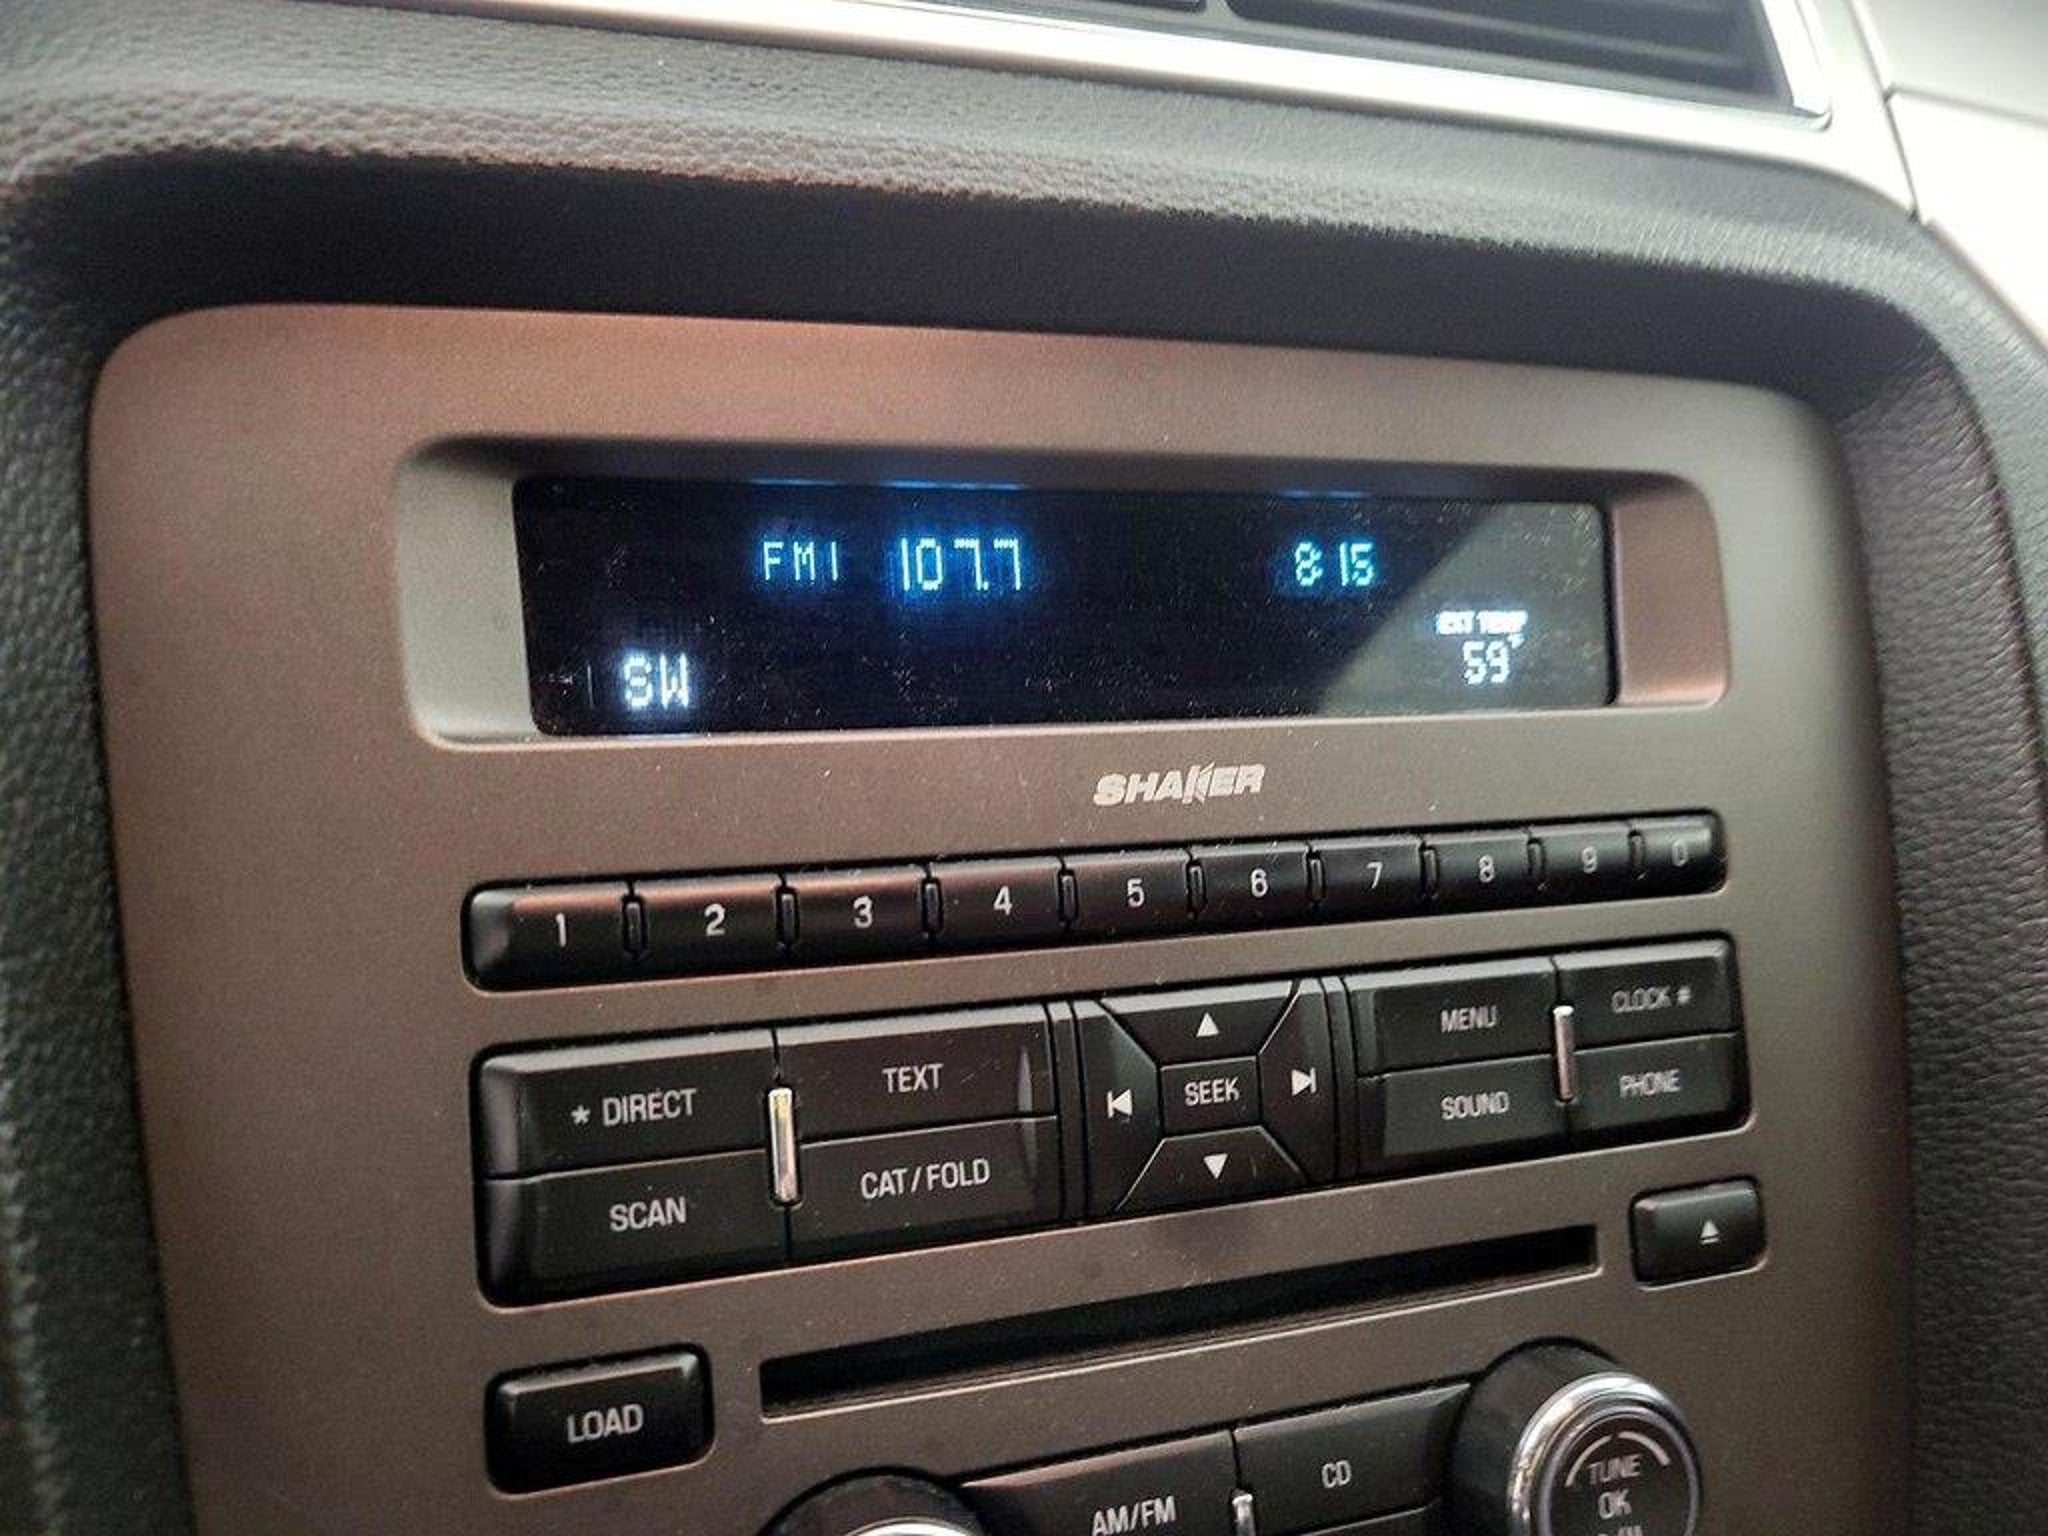 FM1 107.7 8:15
EXT TEMP
SW 59°
SHAKER
1 2 3 4 5 6 7 8 9 0
* DIRECT TEXT SEEK MENU CLOCK #
SCAN CAT/FOLD SOUND PHONE
LOAD
AM/FM CD TUNE
OK